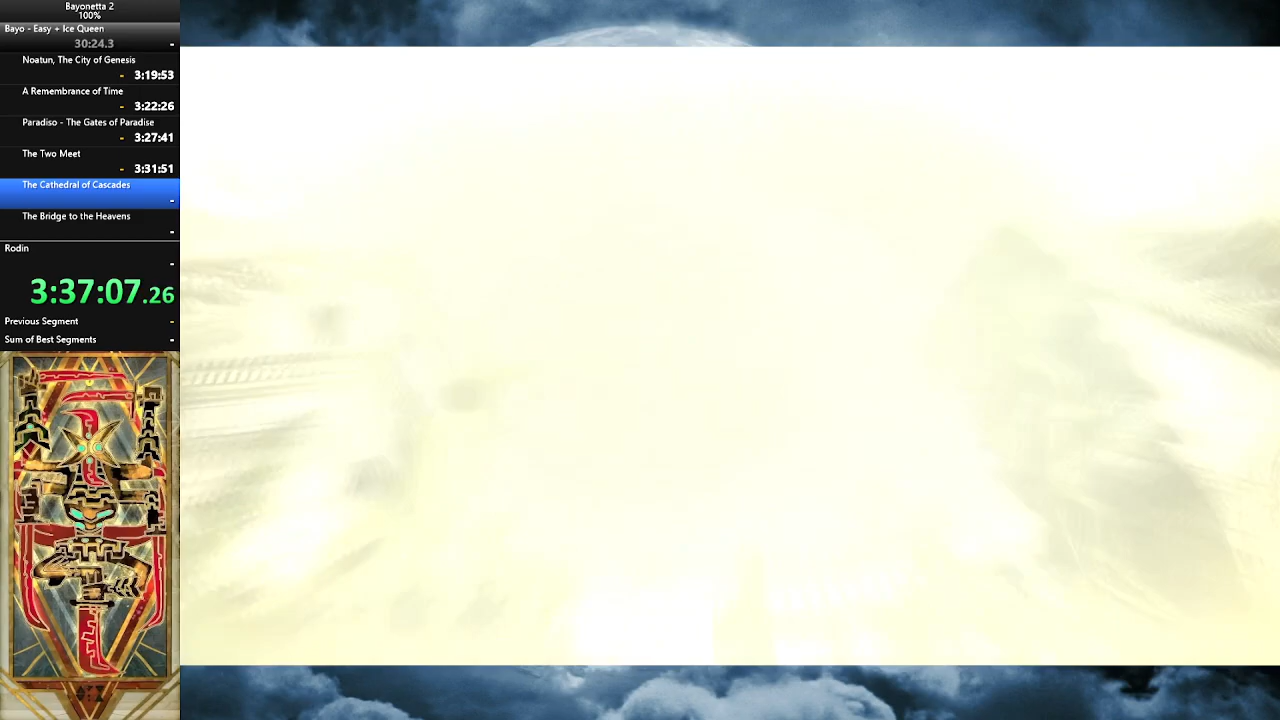 Bayonetta 2
100%
Bayo - Easy + Ice Queen
30:24.3 -
Noatun, The City of Genesis
- 3:19:53
A Remembrance of Time
- 3:22:26
Paradiso - The Gates of Paradise
- 3:27:41
The Two Meet
- 3:31:51
The Cathedral of Cascades
-
The Bridge to the Heavens
-
Rodin
-
3:37:07.26
Previous Segment -
Sum of Best Segments -